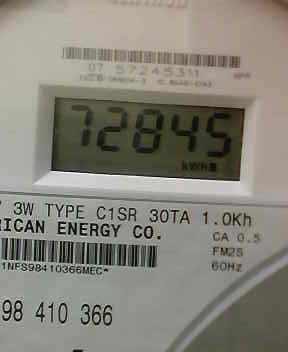 07 57245311
72845
kWh
3W TYPE C1SR 30TA 1.0Kh
RICAN ENERGY CO.
CA 0.5
FM2S
1NFS98410366MEC*
60Hz
98 410 366